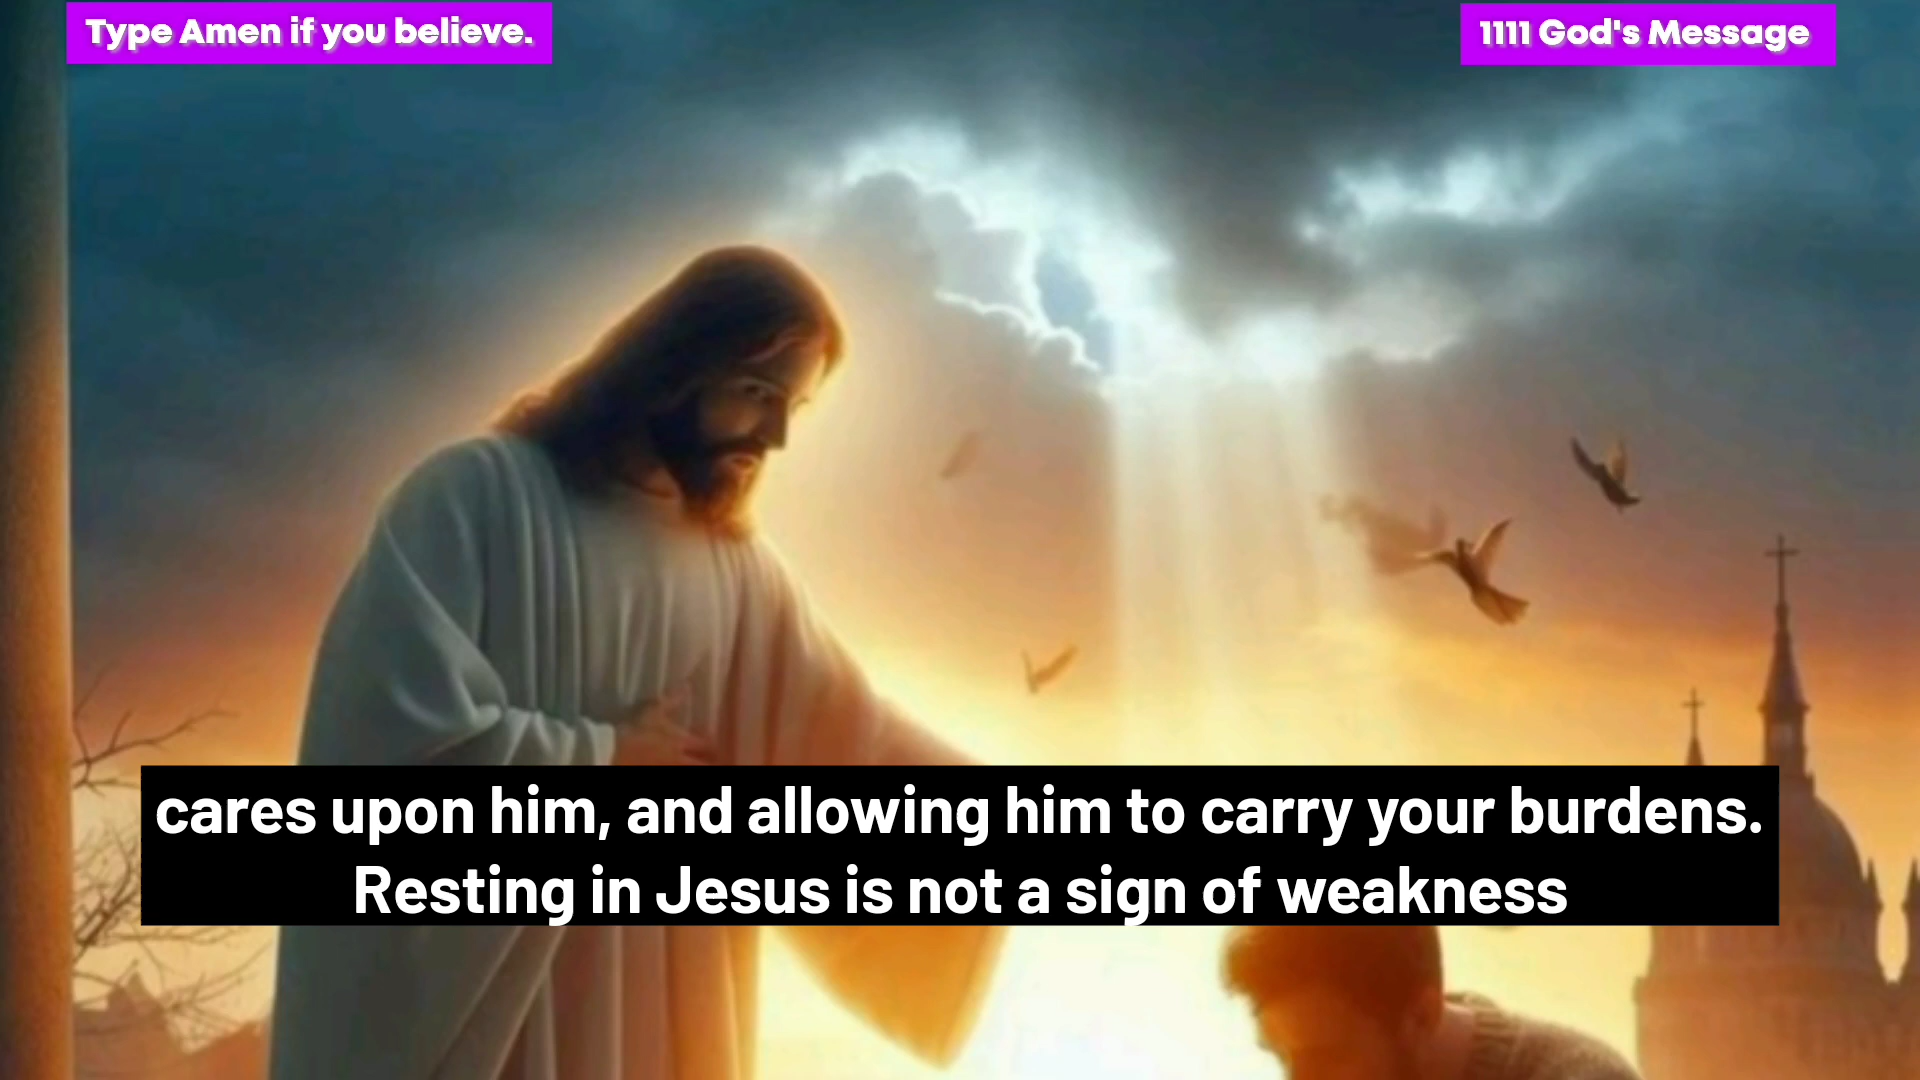 Type Amen if you believe.
1111 God's Message
cares upon him, and allowing him to carry your burdens.
Resting in Jesus is not a sign of weakness